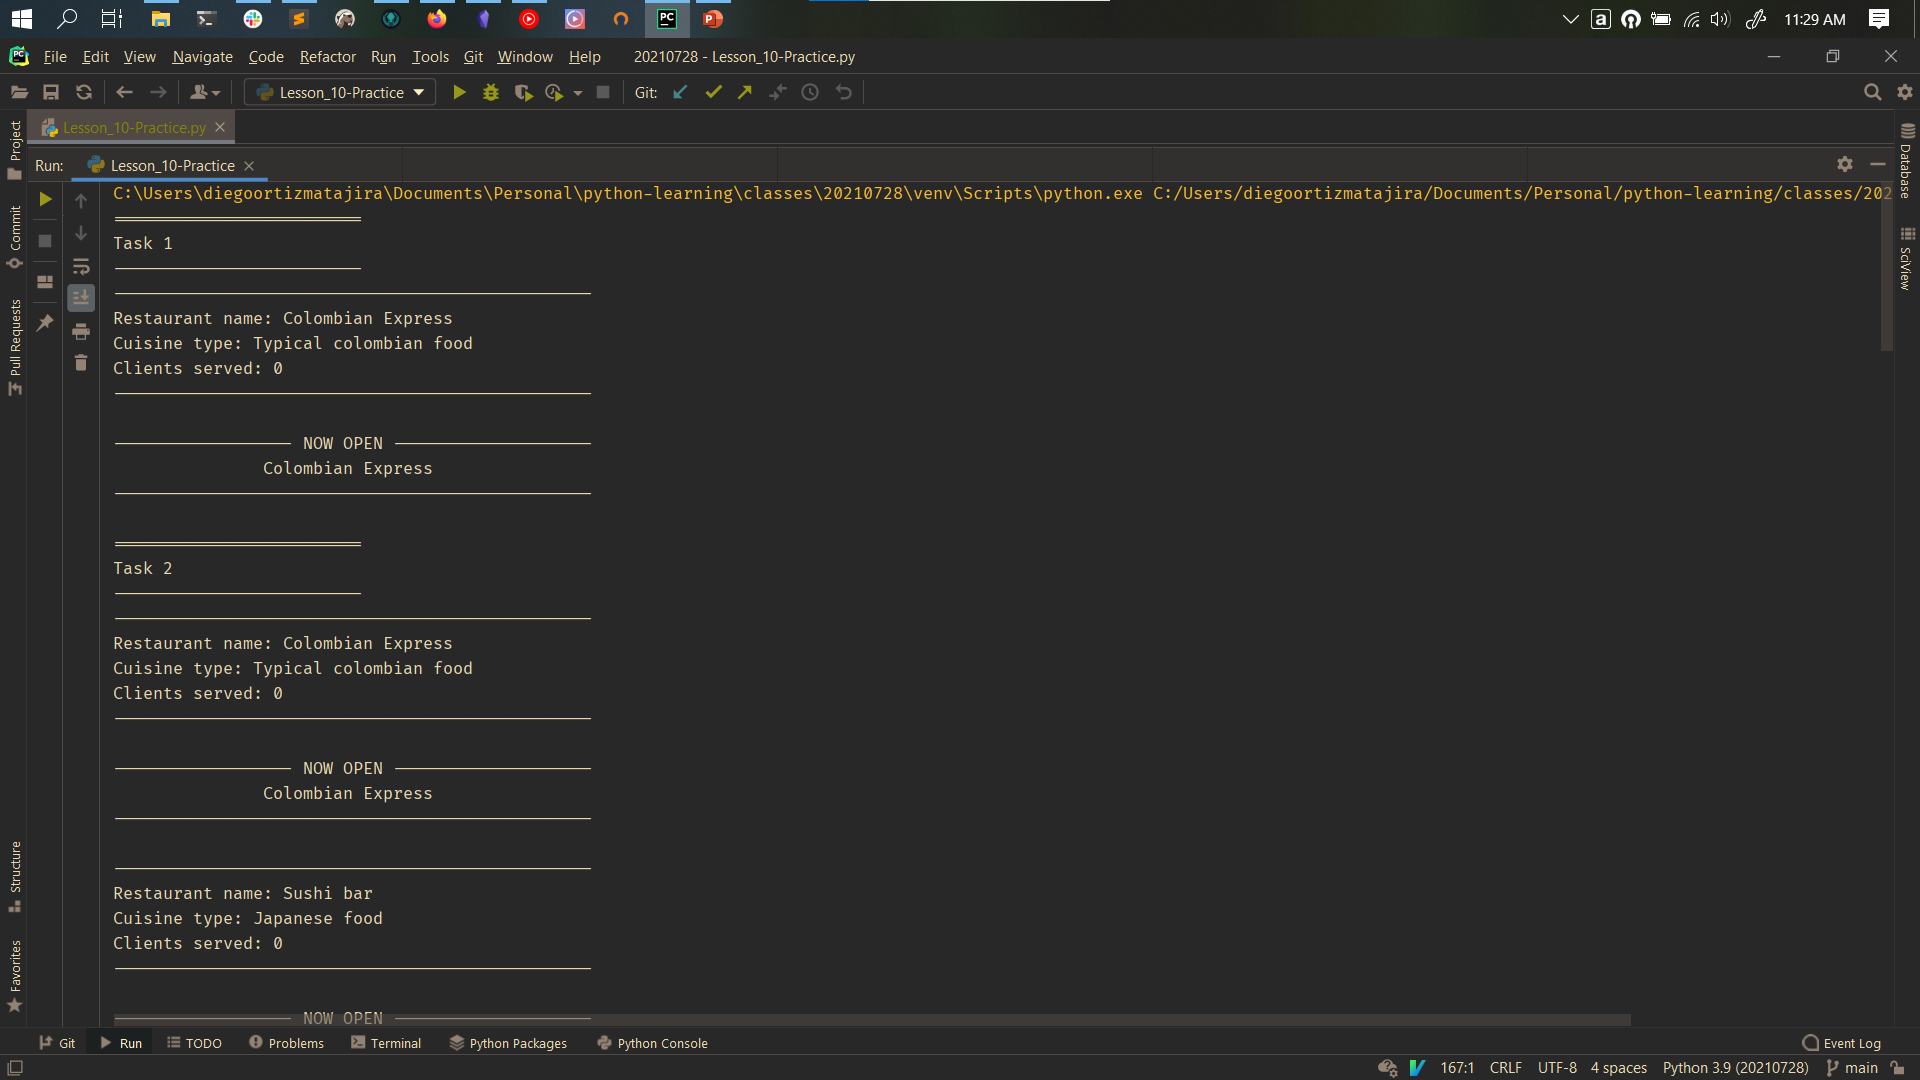 11:29 AM
File Edit View Navigate Code Refactor Run Tools Git Window Help 20210728 - Lesson_10-Practice.py
Lesson_10-Practice Git:
Lesson_10-Practice.py
Run: Lesson_10-Practice
C:\Users\diegoortizmatajira\Documents\Personal\python-learning\classes\20210728\venv\Scripts\python.exe C:/Users/diegoortizmatajira/Documents/Personal/python-learning/classes/202
=========================
Task 1
-------------------------
------------------------------------------------
Restaurant name: Colombian Express
Cuisine type: Typical colombian food
Clients served: 0
------------------------------------------------
------------------ NOW OPEN --------------------
Colombian Express
------------------------------------------------
=========================
Task 2
-------------------------
------------------------------------------------
Restaurant name: Colombian Express
Cuisine type: Typical colombian food
Clients served: 0
------------------------------------------------
------------------ NOW OPEN --------------------
Colombian Express
------------------------------------------------
------------------------------------------------
Restaurant name: Sushi bar
Cuisine type: Japanese food
Clients served: 0
------------------------------------------------
------------------ NOW OPEN --------------------
Project
Commit
Pull Requests
Structure
Favorites
Database
SciView
Git Run TODO Problems Terminal Python Packages Python Console Event Log
167:1 CRLF UTF-8 4 spaces Python 3.9 (20210728) main